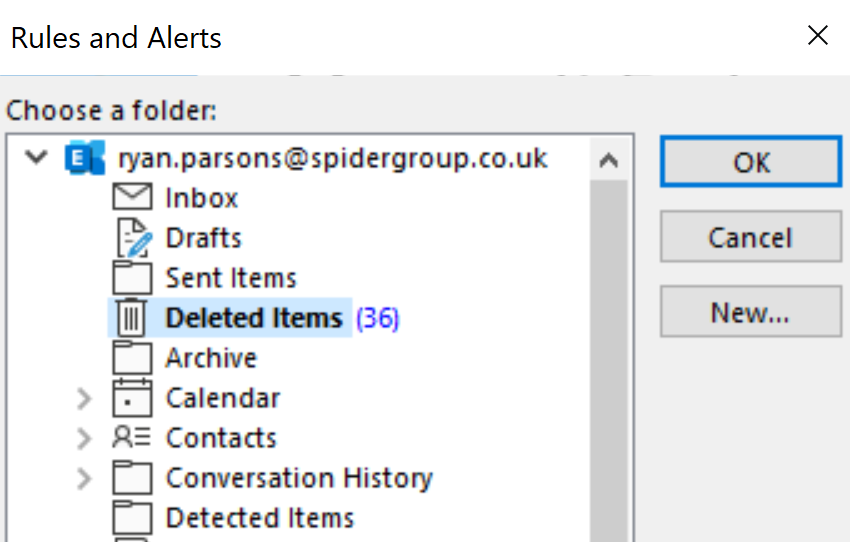 Rules and Alerts
Choose a folder:
ryan.parsons@spidergroup.co.uk
Inbox
Drafts
Sent Items
Deleted Items (36)
Archive
Calendar
Contacts
Conversation History
Detected Items
OK
Cancel
New...